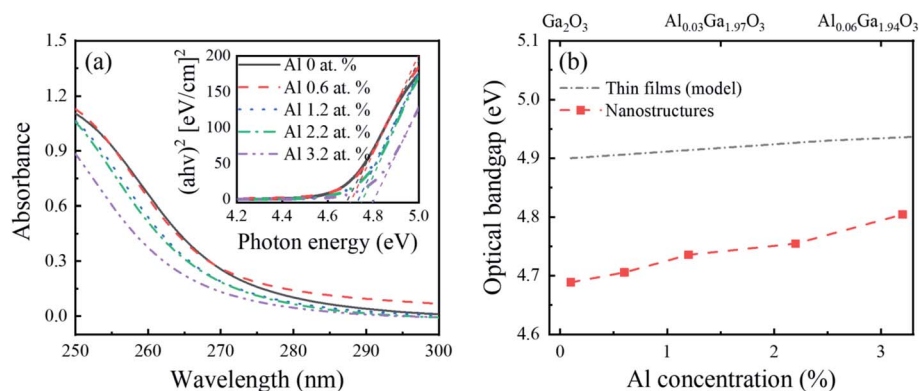 (a)
Absorbance
1.5
1.2
0.9
0.6
0.3
0.0
250 260 270 280 290 300
Wavelength (nm)
(ahv)² [eV/cm]²
200
150
100
50
0
Al 0 at. %
Al 0.6 at. %
Al 1.2 at. %
Al 2.2 at. %
Al 3.2 at. %
4.2 4.4 4.6 4.8 5.0
Photon energy (eV)
Ga₂O₃ Al₀.₀₃Ga₁.₉₇O₃ Al₀.₀₆Ga₁.₉₄O₃
(b)
Optical bandgap (eV)
5.1
5.0
4.9
4.8
4.7
4.6
Thin films (model)
Nanostructures
0 1 2 3
Al concentration (%)